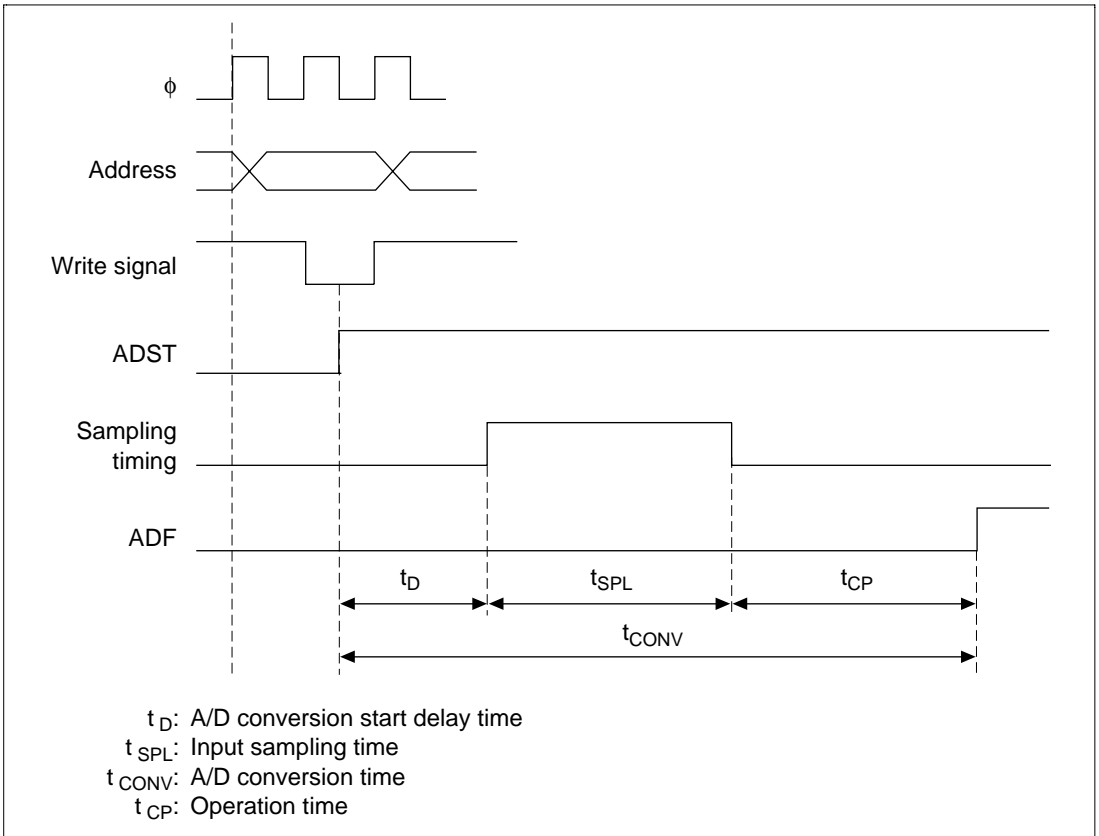 ϕ
Address
Write signal
ADST
Sampling
timing
ADF
tD
tSPL
tCP
tCONV
tD: A/D conversion start delay time
tSPL: Input sampling time
tCONV: A/D conversion time
tCP: Operation time